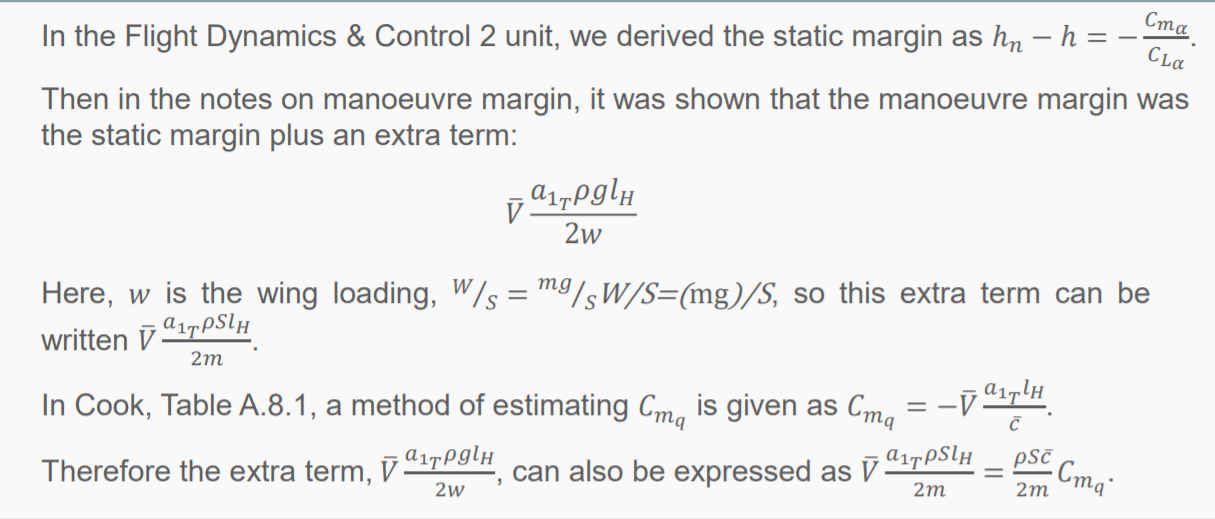 In the Flight Dynamics & Control 2 unit, we derived the static margin as $h_n - h = -\frac{C_{m_\alpha}}{C_{L_\alpha}}$.
Then in the notes on manoeuvre margin, it was shown that the manoeuvre margin was
the static margin plus an extra term:
$\bar{V}\frac{a_{1_T}\rho g l_H}{2w}$
Here, $w$ is the wing loading, $W/_S = mg/_S W/S=(\mathrm{mg})/S$, so this extra term can be
written $\bar{V}\frac{a_{1_T}\rho S l_H}{2m}$.
In Cook, Table A.8.1, a method of estimating $C_{m_q}$ is given as $C_{m_q} = -\bar{V}\frac{a_{1_T} l_H}{\bar{c}}$.
Therefore the extra term, $\bar{V}\frac{a_{1_T}\rho g l_H}{2w}$, can also be expressed as $\bar{V}\frac{a_{1_T}\rho S l_H}{2m} = \frac{\rho S \bar{c}}{2m} C_{m_q}$.